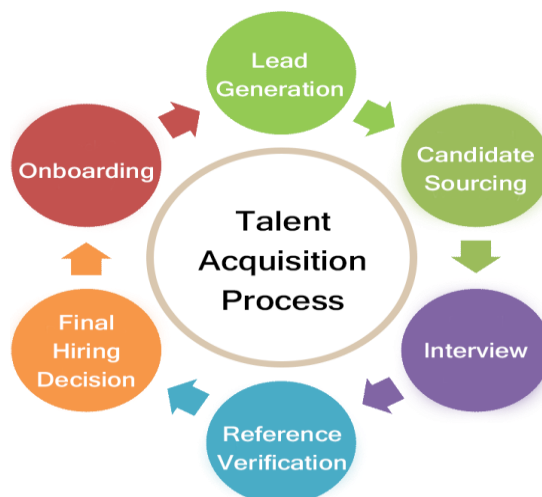 Lead
Generation
Candidate
Sourcing
Interview
Reference
Verification
Final
Hiring
Decision
Onboarding
Talent
Acquisition
Process